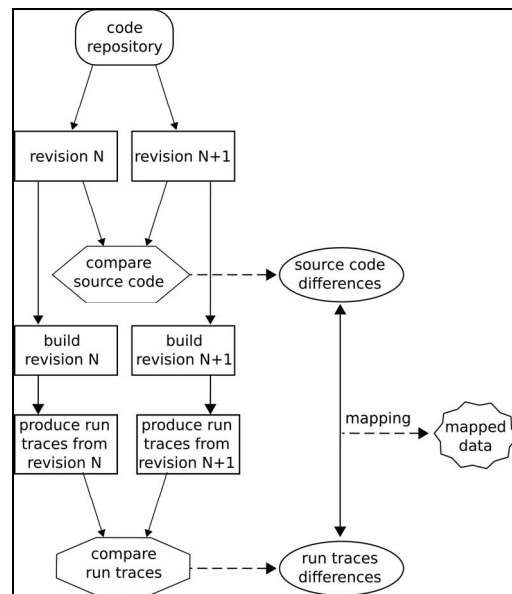 code
repository
revision N
revision N+1
compare
source code
source code
differences
build
revision N
build
revision N+1
mapping
mapped
data
produce run
traces from
revision N
produce run
traces from
revision N+1
compare
run traces
run traces
differences